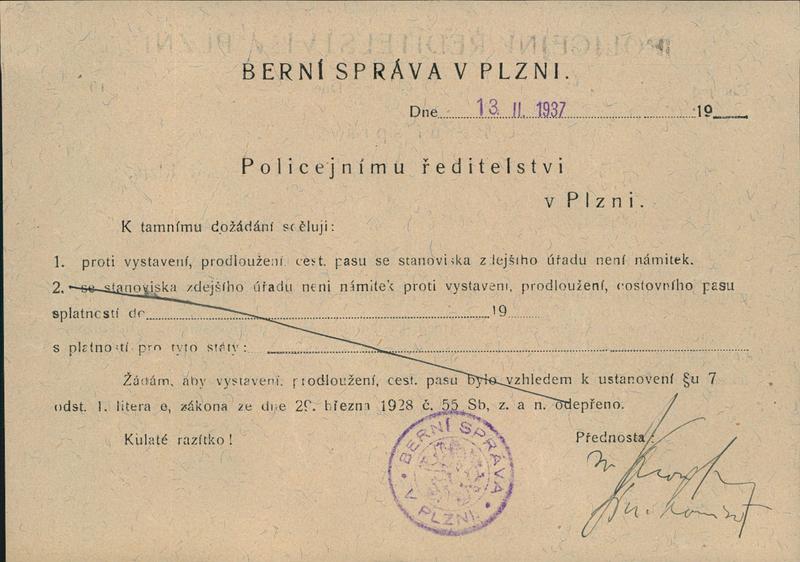 BERNÍ SPRÁVA V PLZNI.
Dne 13. II. 1937 19
Policejnímu ředitelstvi
v Plzni.
K tamnímu dožádání sděluji:
1. proti vystavení, prodloužení cest. pasu se stanoviska zdejšího úřadu není námitek.
2. se stanoviska zdejšího úřadu neni námitek proti vystavení, prodloužení, cestovního pasu
splatností do 19
s platností pro tyto státy:
Žádám, aby vystavení, prodloužení, cest. pasu bylo vzhledem k ustanovení §u 7
odst. 1. litera e, zákona ze dne 29. března 1928 č. 55 Sb, z. a n. odepřeno.
Kulaté razítko!
Přednosta:
BERNÍ SPRÁVA
V PLZNI.